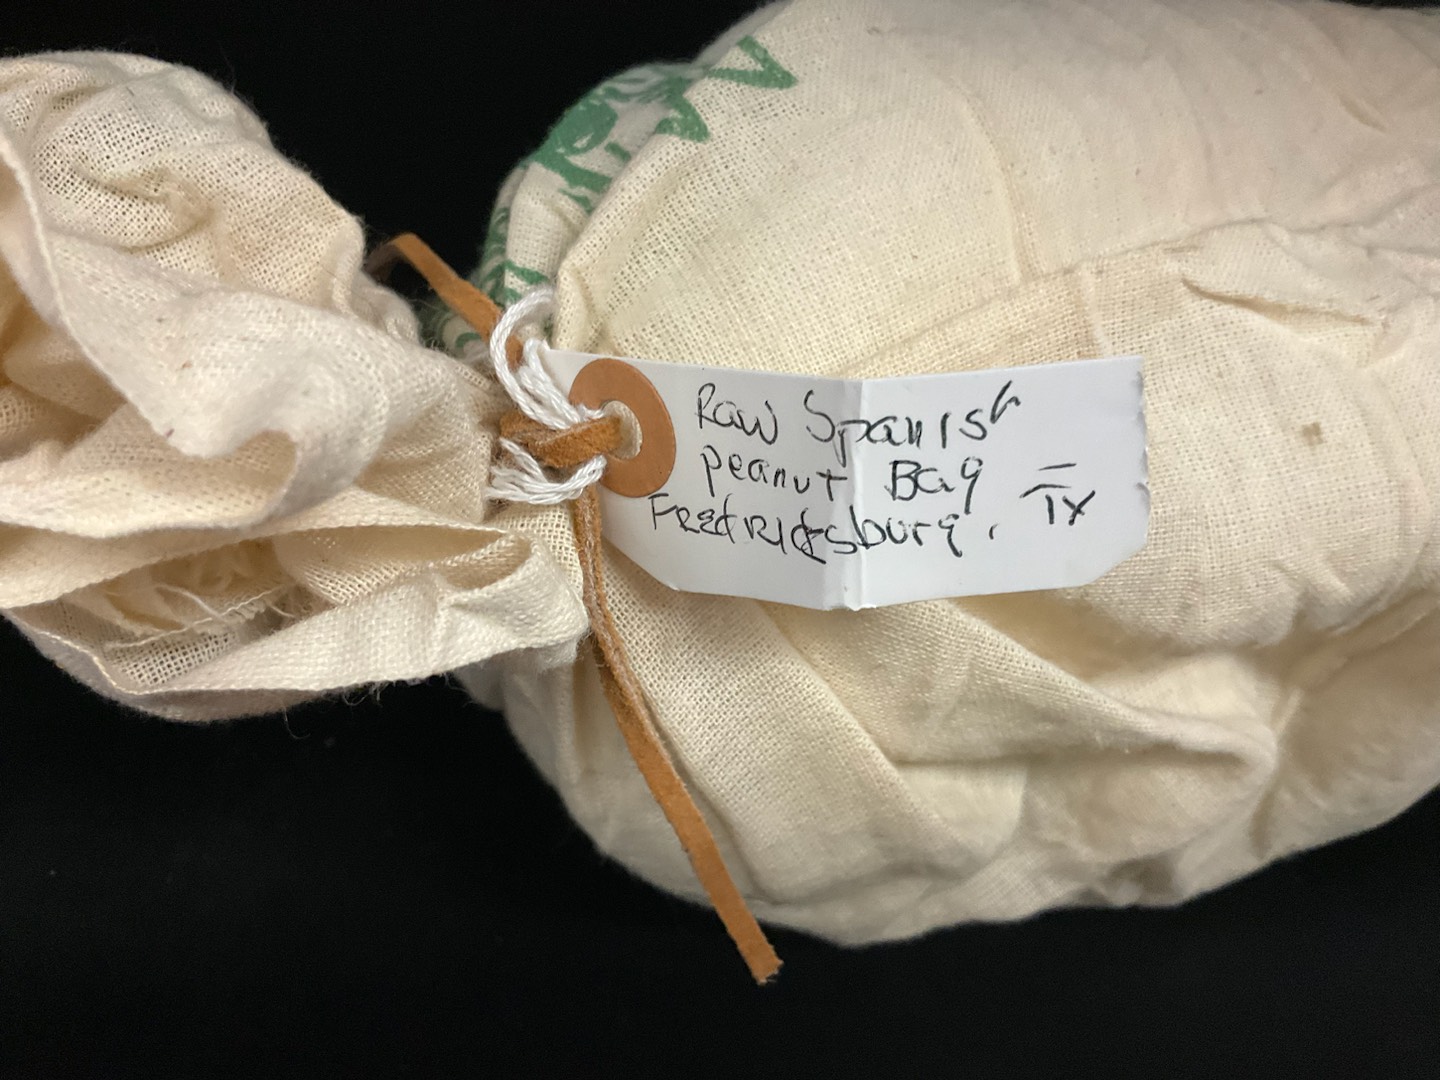 Raw Spanish
peanut Bag
Fredricksburg, TX